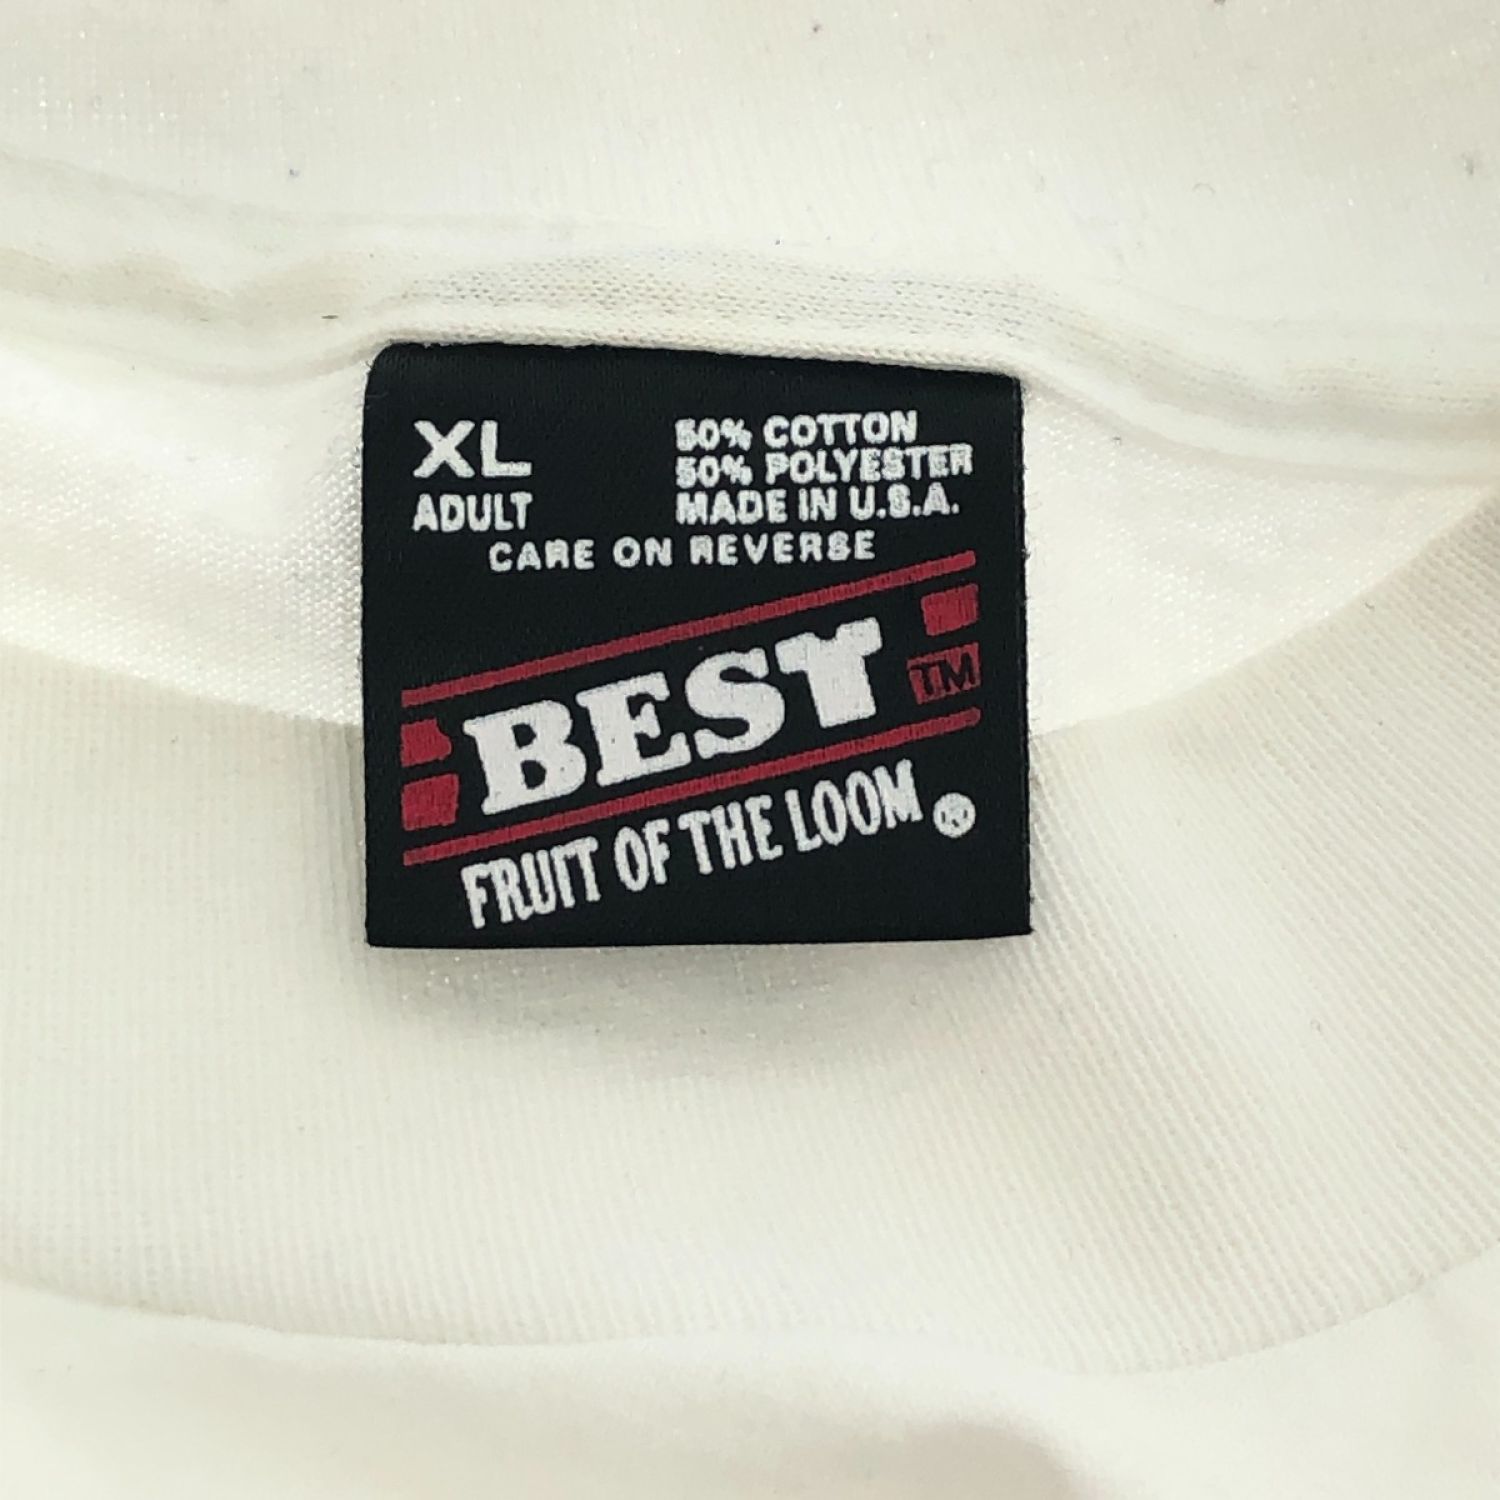 XL
ADULT
50% COTTON
50% POLYESTER
MADE IN U.S.A.
CARE ON REVERSE
BEST
TM
FRUIT OF THE LOOM ®